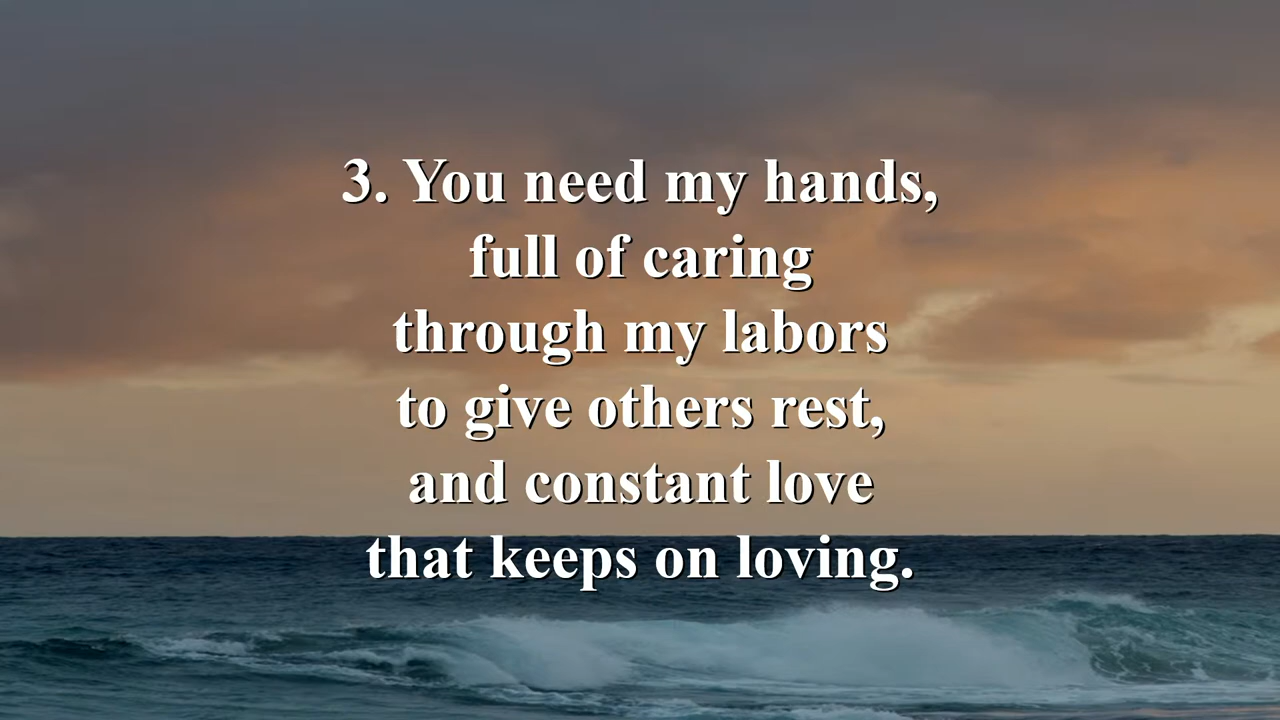 3. You need my hands,
full of caring
through my labors
to give others rest,
and constant love
that keeps on loving.